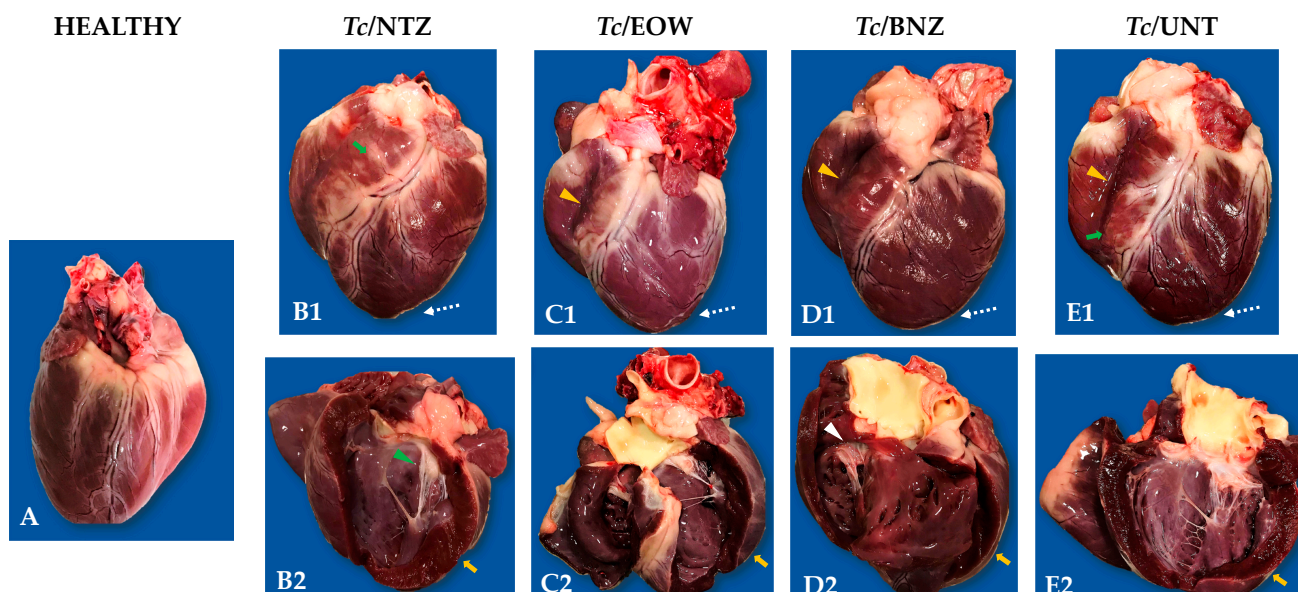 HEALTHY
Tc/NTZ
Tc/EOW
Tc/BNZ
Tc/UNT
B1
C1
D1
E1
A
B2
C2
D2
E2